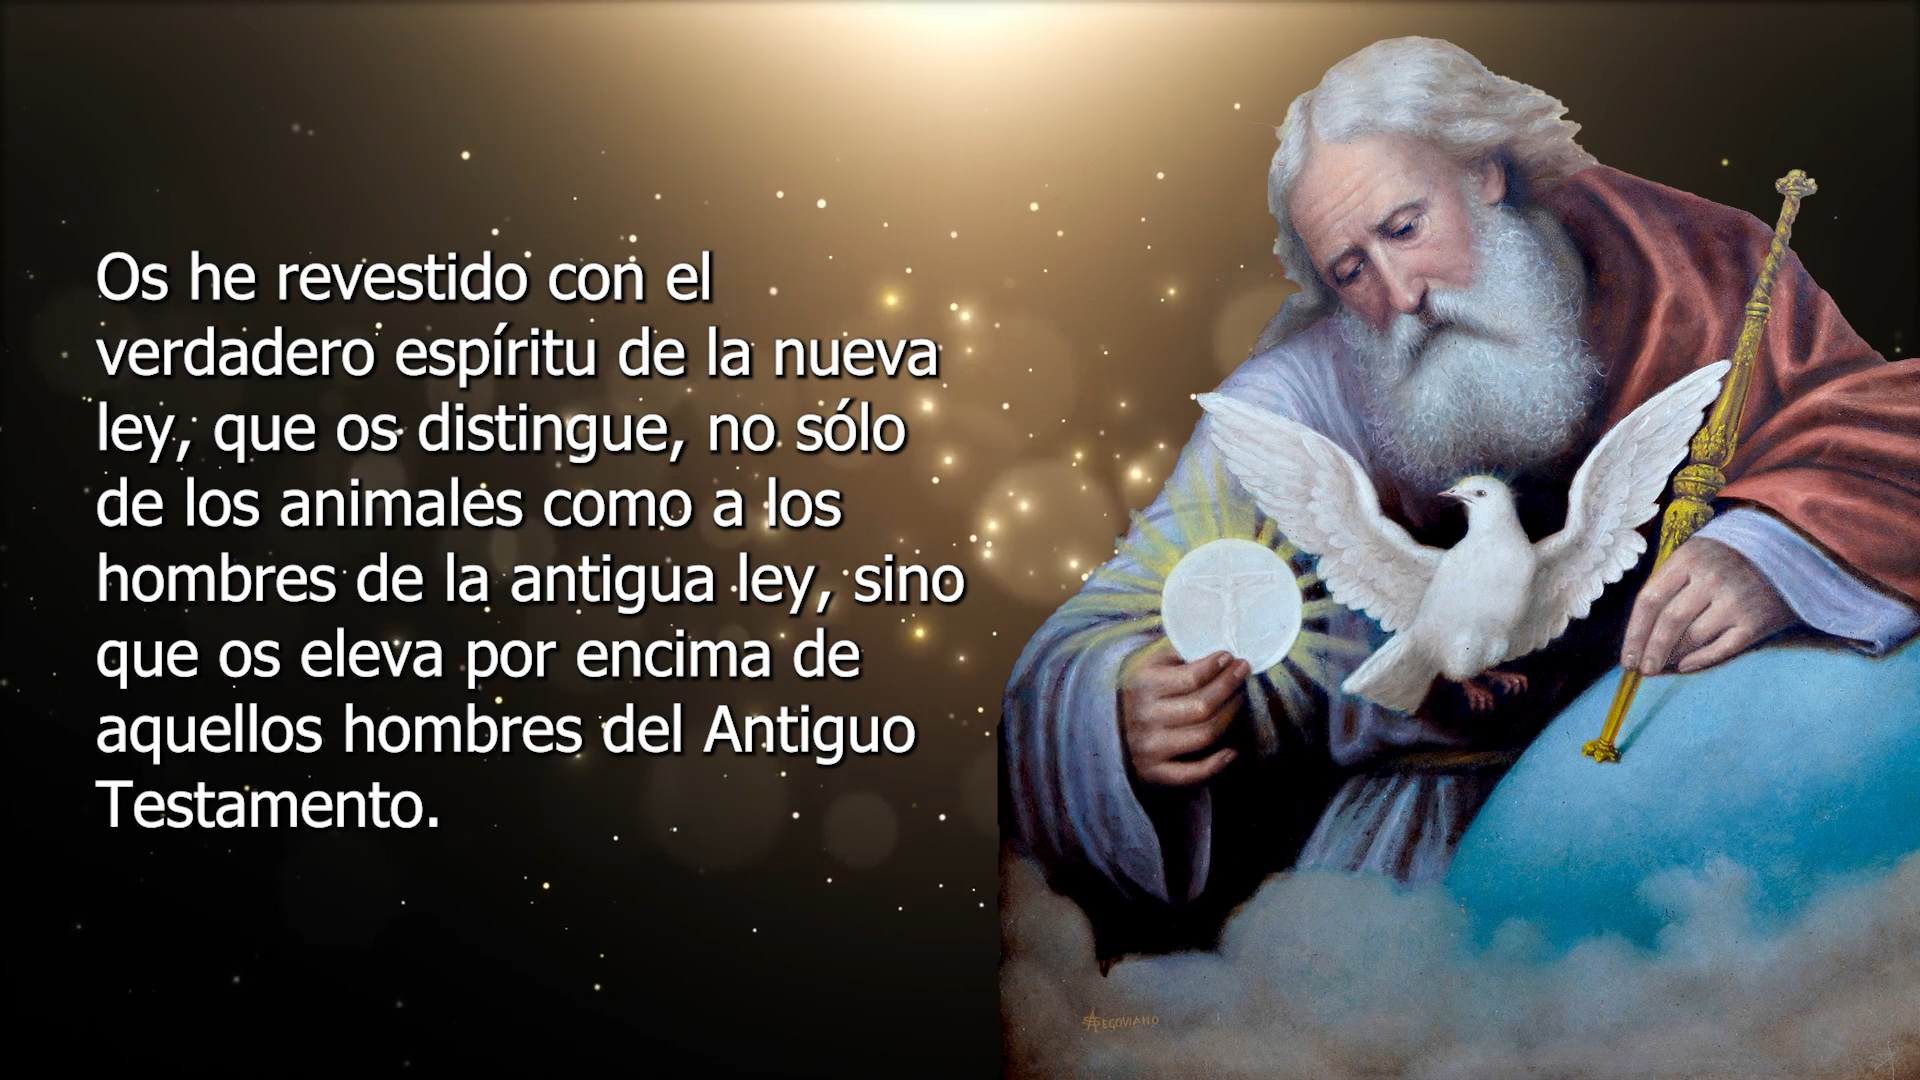 Os he revestido con el
verdadero espíritu de la nueva
ley, que os distingue, no sólo
de los animales como a los
hombres de la antigua ley, sino
que os eleva por encima de
aquellos hombres del Antiguo
Testamento.
SEGOVIANO